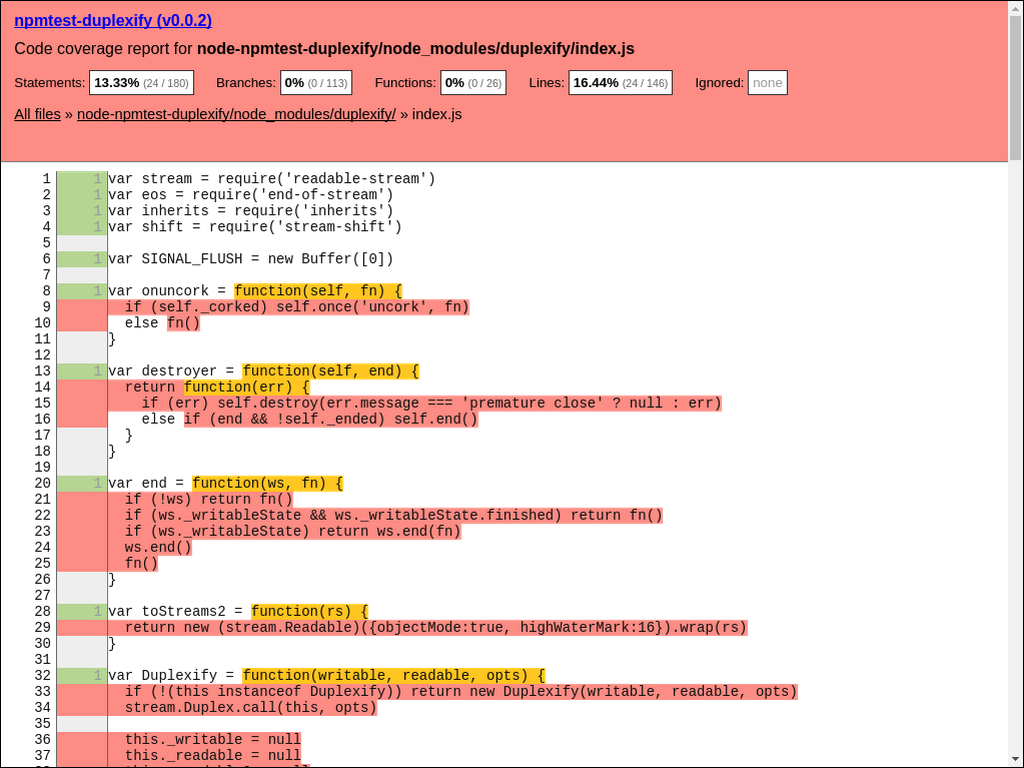 npmtest-duplexify (v0.0.2)
Code coverage report for node-npmtest-duplexify/node_modules/duplexify/index.js
Statements: 13.33% (24 / 180) Branches: 0% (0 / 113) Functions: 0% (0 / 26) Lines: 16.44% (24 / 146) Ignored: none
All files » node-npmtest-duplexify/node_modules/duplexify/ » index.js
1 1 var stream = require('readable-stream')
2 1 var eos = require('end-of-stream')
3 1 var inherits = require('inherits')
4 1 var shift = require('stream-shift')
5
6 1 var SIGNAL_FLUSH = new Buffer([0])
7
8 1 var onuncork = function(self, fn) {
9   if (self._corked) self.once('uncork', fn)
10   else fn()
11 }
12
13 1 var destroyer = function(self, end) {
14   return function(err) {
15     if (err) self.destroy(err.message === 'premature close' ? null : err)
16     else if (end && !self._ended) self.end()
17   }
18 }
19
20 1 var end = function(ws, fn) {
21   if (!ws) return fn()
22   if (ws._writableState && ws._writableState.finished) return fn()
23   if (ws._writableState) return ws.end(fn)
24   ws.end()
25   fn()
26 }
27
28 1 var toStreams2 = function(rs) {
29   return new (stream.Readable)({objectMode:true, highWaterMark:16}).wrap(rs)
30 }
31
32 1 var Duplexify = function(writable, readable, opts) {
33   if (!(this instanceof Duplexify)) return new Duplexify(writable, readable, opts)
34   stream.Duplex.call(this, opts)
35
36   this._writable = null
37   this._readable = null